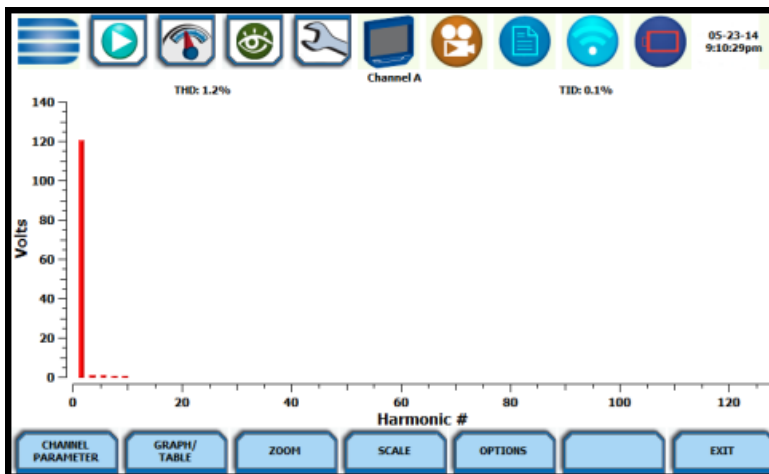 05-23-14
9:10:29pm
Channel A
THD: 1.2%
TID: 0.1%
140
120
100
80
60
40
20
0
Volts
0 20 40 60 80 100 120
Harmonic #
CHANNEL
PARAMETER
GRAPH/
TABLE
ZOOM
SCALE
OPTIONS
EXIT